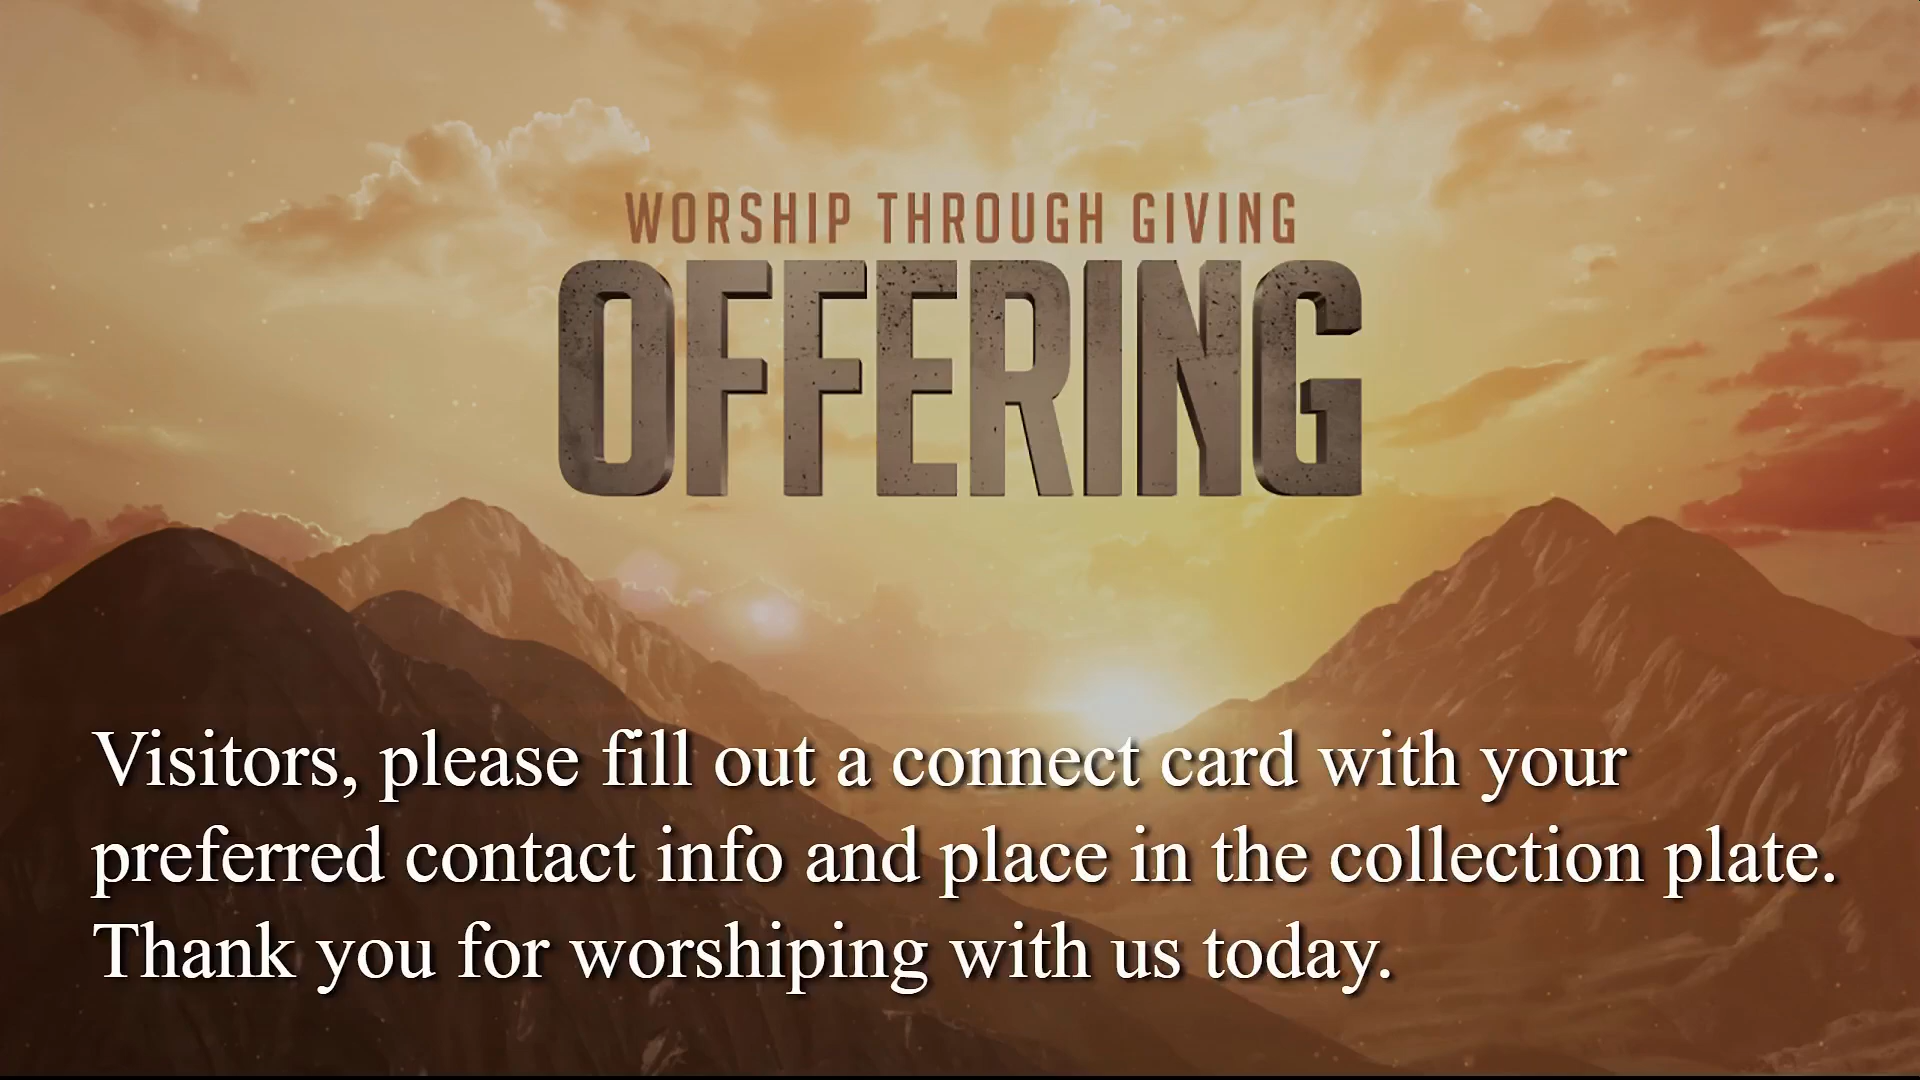 WORSHIP THROUGH GIVING
OFFERING
Visitors, please fill out a connect card with your
preferred contact info and place in the collection plate.
Thank you for worshiping with us today.